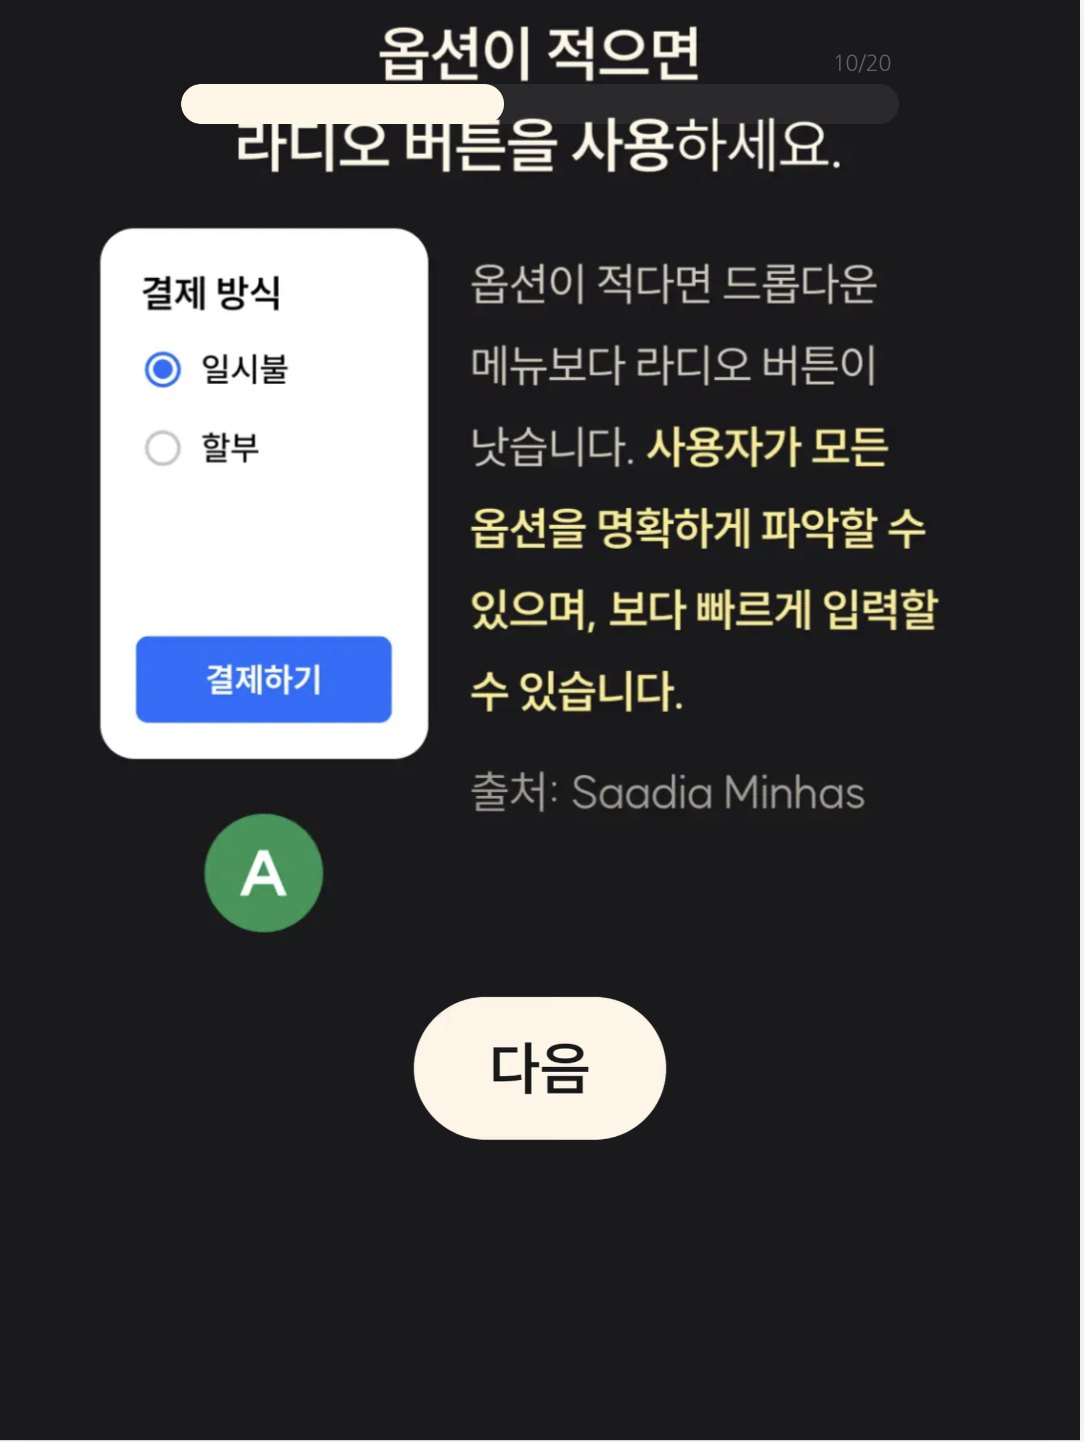 옵션이 적으면
10/20
라디오 버튼을 사용하세요.
결제 방식
일시불
할부
결제하기
A
옵션이 적다면 드롭다운
메뉴보다 라디오 버튼이
낫습니다. 사용자가 모든
옵션을 명확하게 파악할 수
있으며, 보다 빠르게 입력할
수 있습니다.
출처: Saadia Minhas
다음